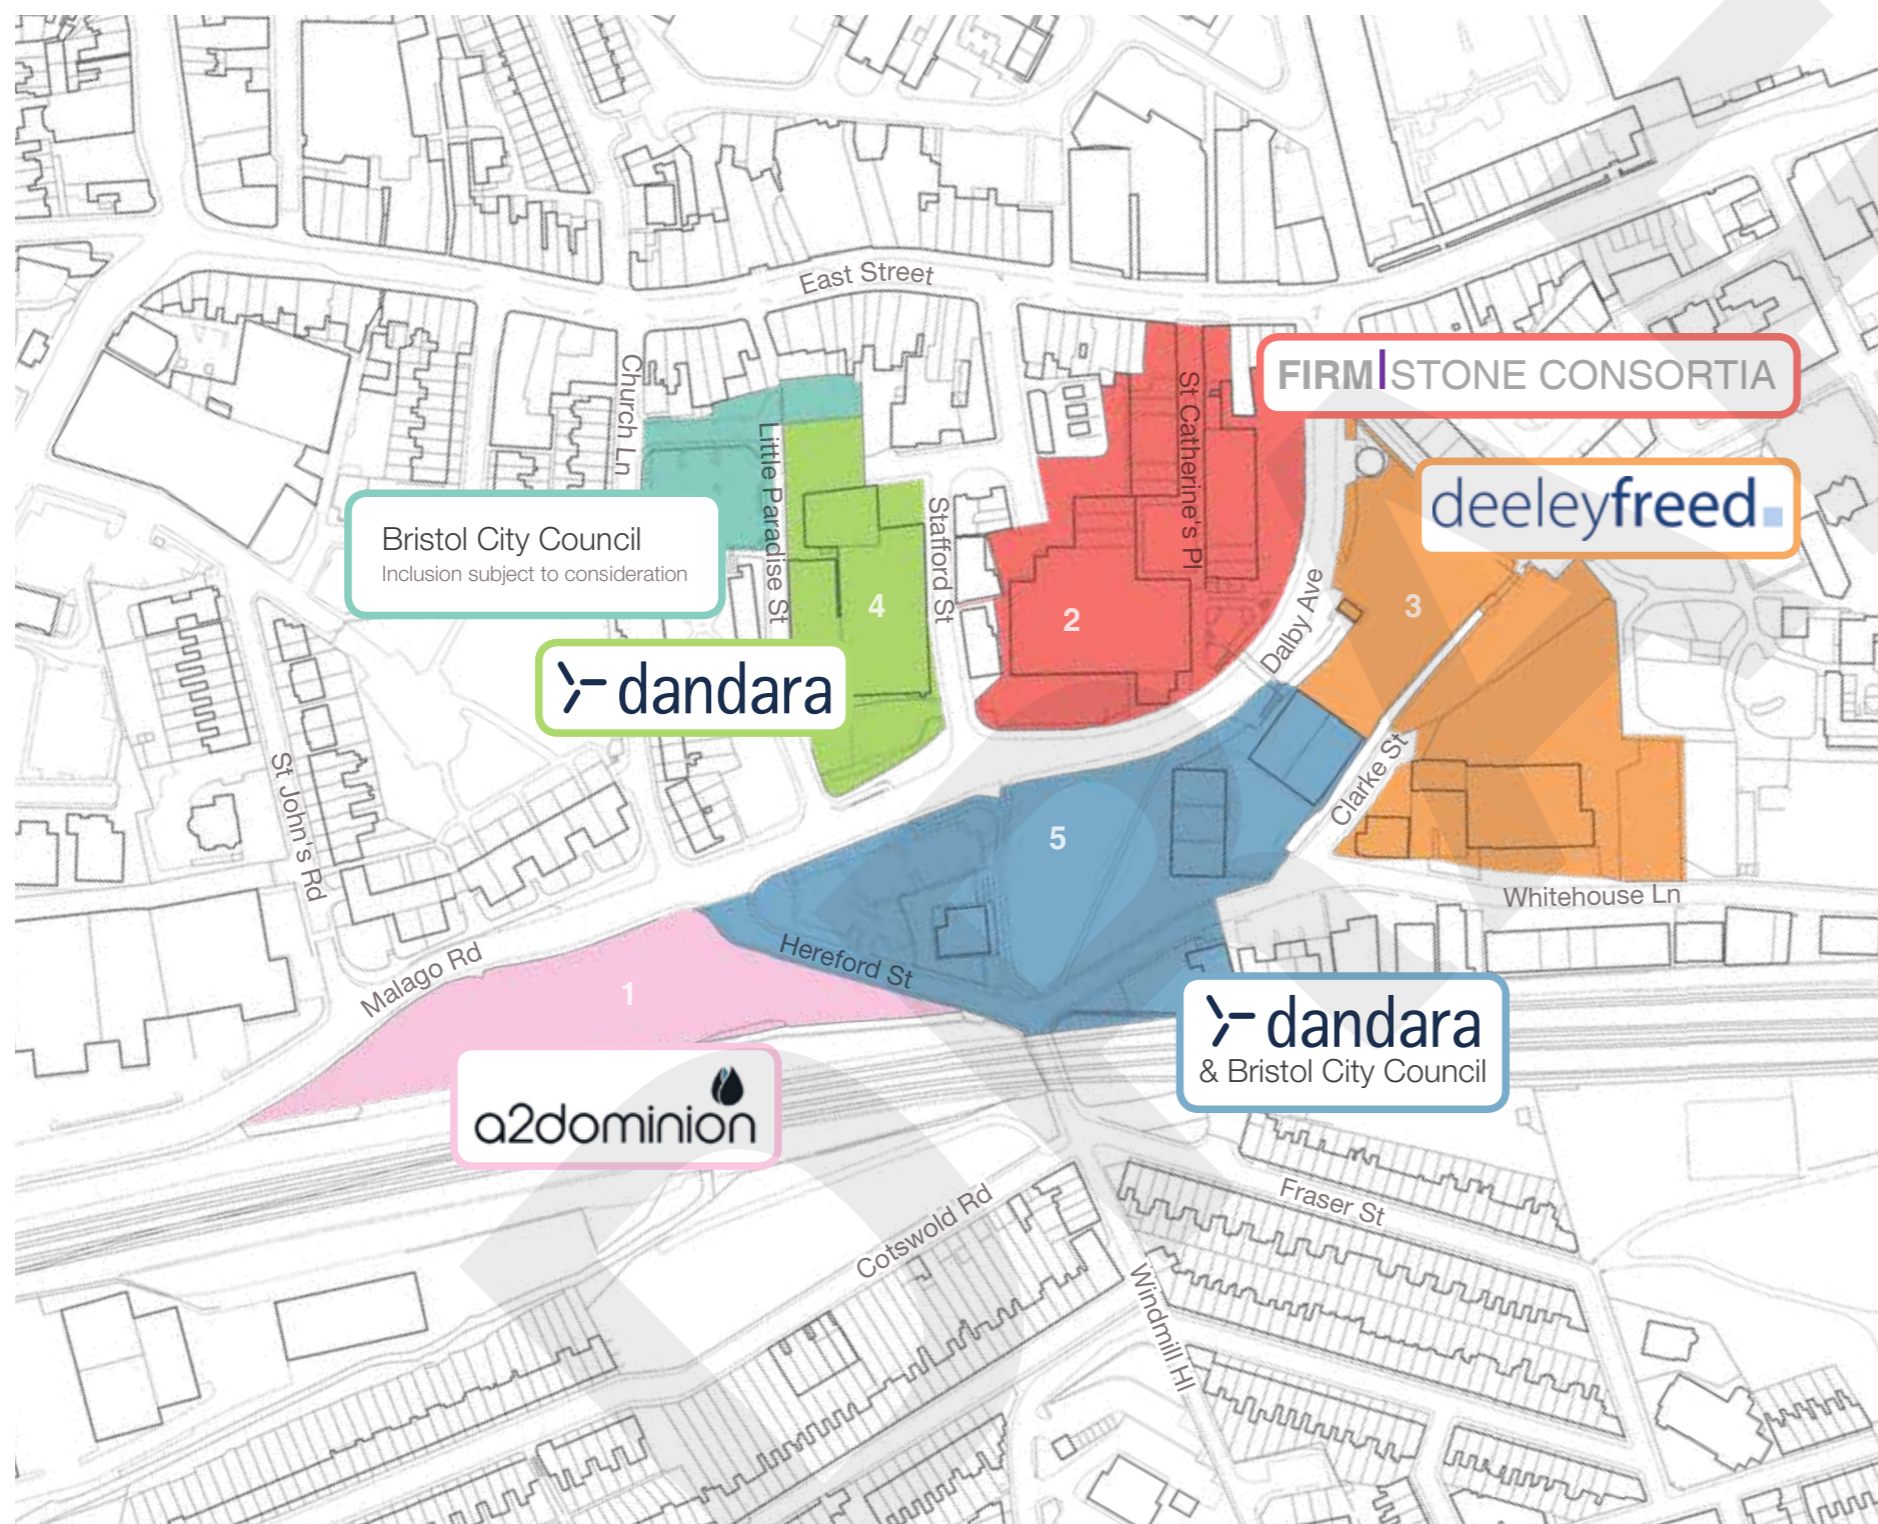 East Street
Church Ln
Little Paradise St
Stafford St
St Catherine's Pl
FIRM|STONE CONSORTIA
deeleyfreed
Bristol City Council
Inclusion subject to consideration
4
2
3
Dalby Ave
dandara
St John's Rd
Clarke St
5
Whitehouse Ln
Malago Rd
Hereford St
1
dandara
& Bristol City Council
a2dominion
Cotswold Rd
Fraser St
Windmill Hl